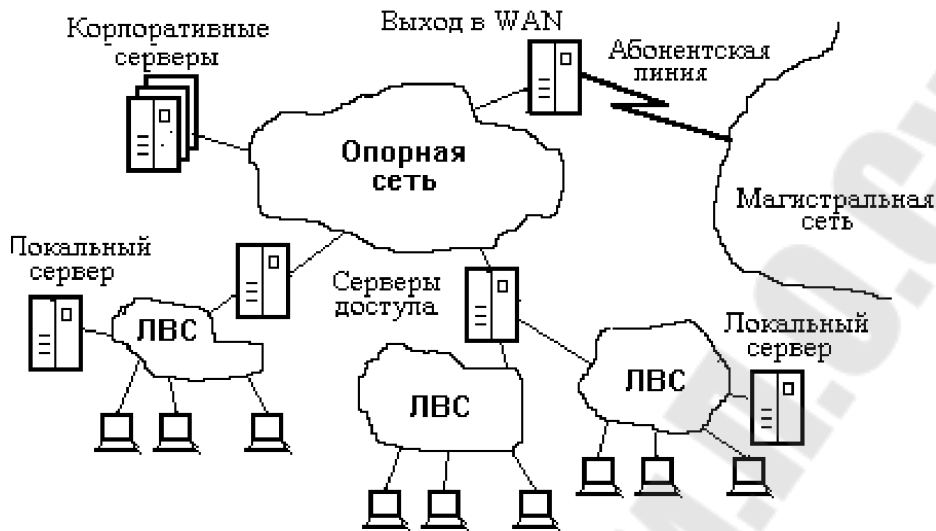 Корпоративные
серверы
Выход в WAN
Абонентская
линия
Опорная
сеть
Магистральная
сеть
Локальный
сервер
Серверы
доступа
Локальный
сервер
ЛВС
ЛВС
ЛВС